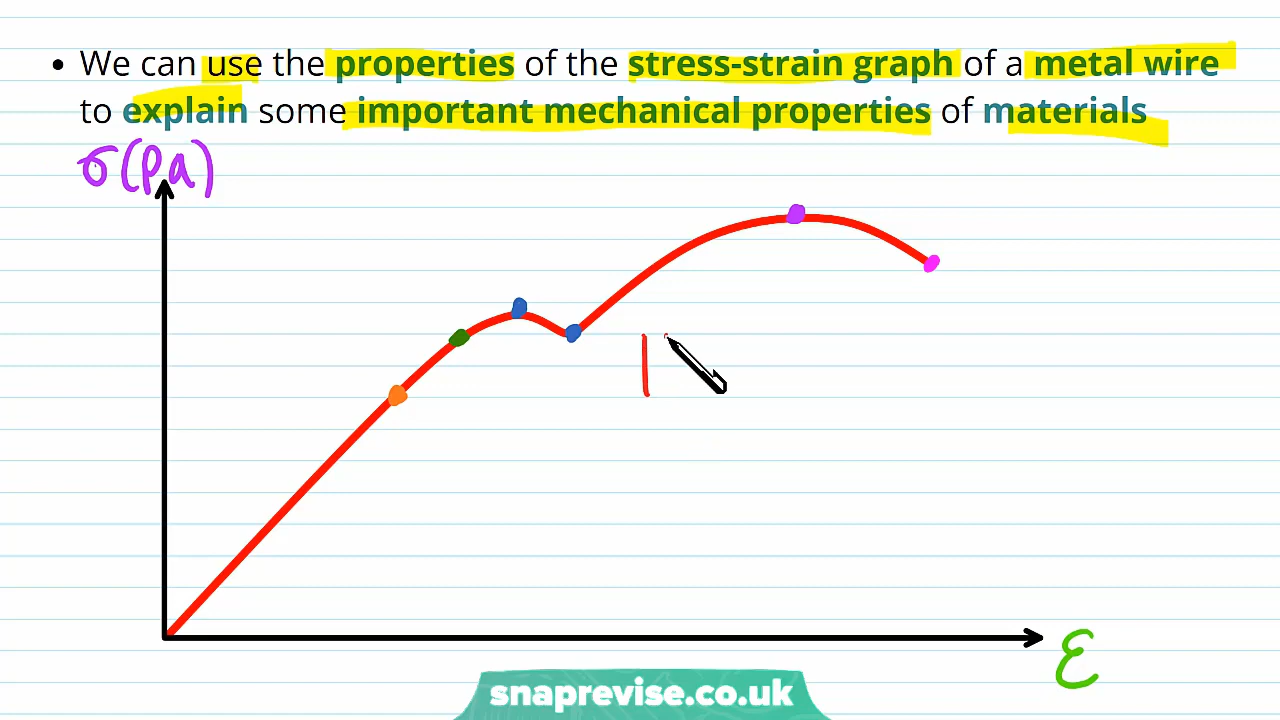 • We can use the properties of the stress-strain graph of a metal wire
to explain some important mechanical properties of materials
σ(Pa)
ε
snaprevise.co.uk